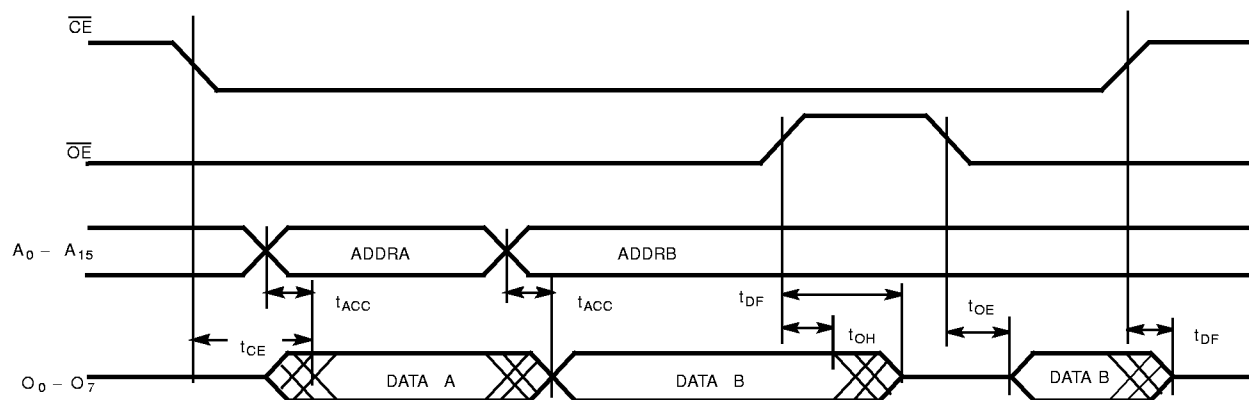 CE
OE
A0 – A15
ADDRA
ADDRB
tACC
tACC
tDF
tOE
tCE
tOH
tDF
O0 – O7
DATA A
DATA B
DATA B